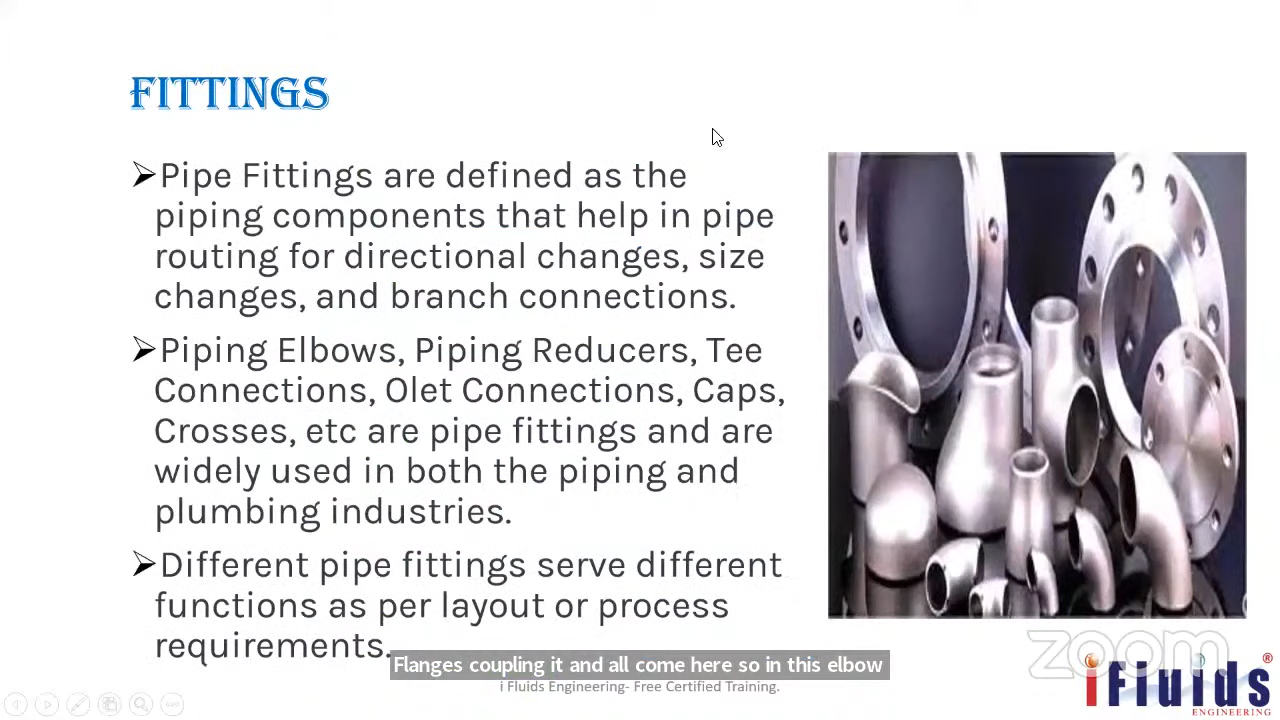 FITTINGS
➢Pipe Fittings are defined as the
piping components that help in pipe
routing for directional changes, size
changes, and branch connections.
➢Piping Elbows, Piping Reducers, Tee
Connections, Olet Connections, Caps,
Crosses, etc are pipe fittings and are
widely used in both the piping and
plumbing industries.
➢Different pipe fittings serve different
functions as per layout or process
requirements.
Flanges coupling it and all come here so in this elbow
i Fluids Engineering- Free Certified Training.
zoom
iFluids®
ENGINEERING